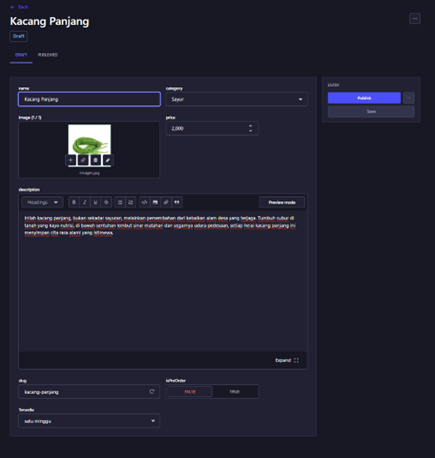 Back
Kacang Panjang
Draft
DRAFT PUBLISHED
name
Kacang Panjang
category
Sayur
Image (1 / 1)
images.jpg
price
2,000
description
Headings
Preview mode
Inilah kacang panjang, bukan sekadar sayuran, melainkan persembahan dari kebaikan alam desa yang terjaga. Tumbuh subur di
tanah yang kaya nutrisi, di bawah sentuhan lembut sinar matahari dan segarnya udara pedesaan, setiap helai kacang panjang ini
menyimpan cita rasa alami yang istimewa.
Expand
slug
kacang-panjang
isPreOrder
FALSE TRUE
Tersedia
satu minggu
ENTRY
Publish
Save